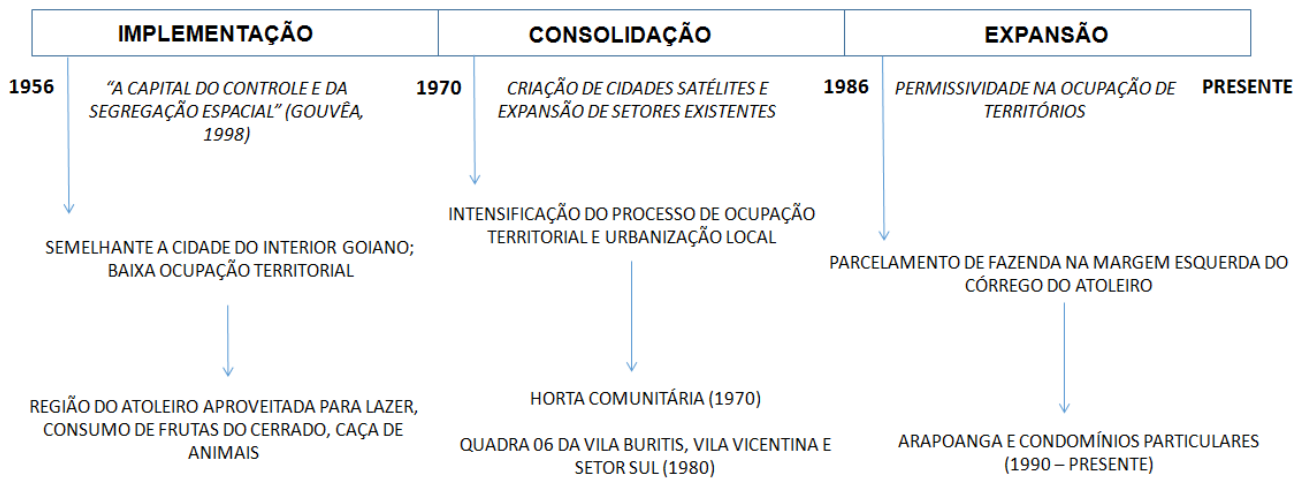 IMPLEMENTAÇÃO
CONSOLIDAÇÃO
EXPANSÃO
1956
“A CAPITAL DO CONTROLE E DA
SEGREGAÇÃO ESPACIAL” (GOUVÊA,
1998)
1970
CRIAÇÃO DE CIDADES SATÉLITES E
EXPANSÃO DE SETORES EXISTENTES
1986
PERMISSIVIDADE NA OCUPAÇÃO DE
TERRITÓRIOS
PRESENTE
SEMELHANTE A CIDADE DO INTERIOR GOIANO;
BAIXA OCUPAÇÃO TERRITORIAL
INTENSIFICAÇÃO DO PROCESSO DE OCUPAÇÃO
TERRITORIAL E URBANIZAÇÃO LOCAL
PARCELAMENTO DE FAZENDA NA MARGEM ESQUERDA DO
CÓRREGO DO ATOLEIRO
REGIÃO DO ATOLEIRO APROVEITADA PARA LAZER,
CONSUMO DE FRUTAS DO CERRADO, CAÇA DE
ANIMAIS
HORTA COMUNITÁRIA (1970)
QUADRA 06 DA VILA BURITIS, VILA VICENTINA E
SETOR SUL (1980)
ARAPOANGA E CONDOMÍNIOS PARTICULARES
(1990 – PRESENTE)